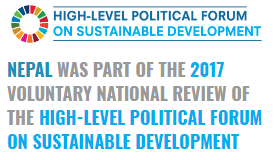 HIGH-LEVEL POLITICAL FORUM
ON SUSTAINABLE DEVELOPMENT
NEPAL WAS PART OF THE 2017
VOLUNTARY NATIONAL REVIEW OF
THE HIGH-LEVEL POLITICAL FORUM
ON SUSTAINABLE DEVELOPMENT